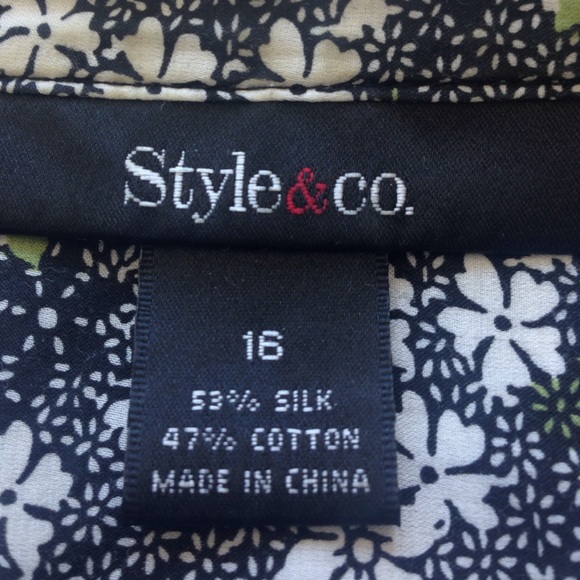 Style&co.
16
53% SILK
47% COTTON
MADE IN CHINA